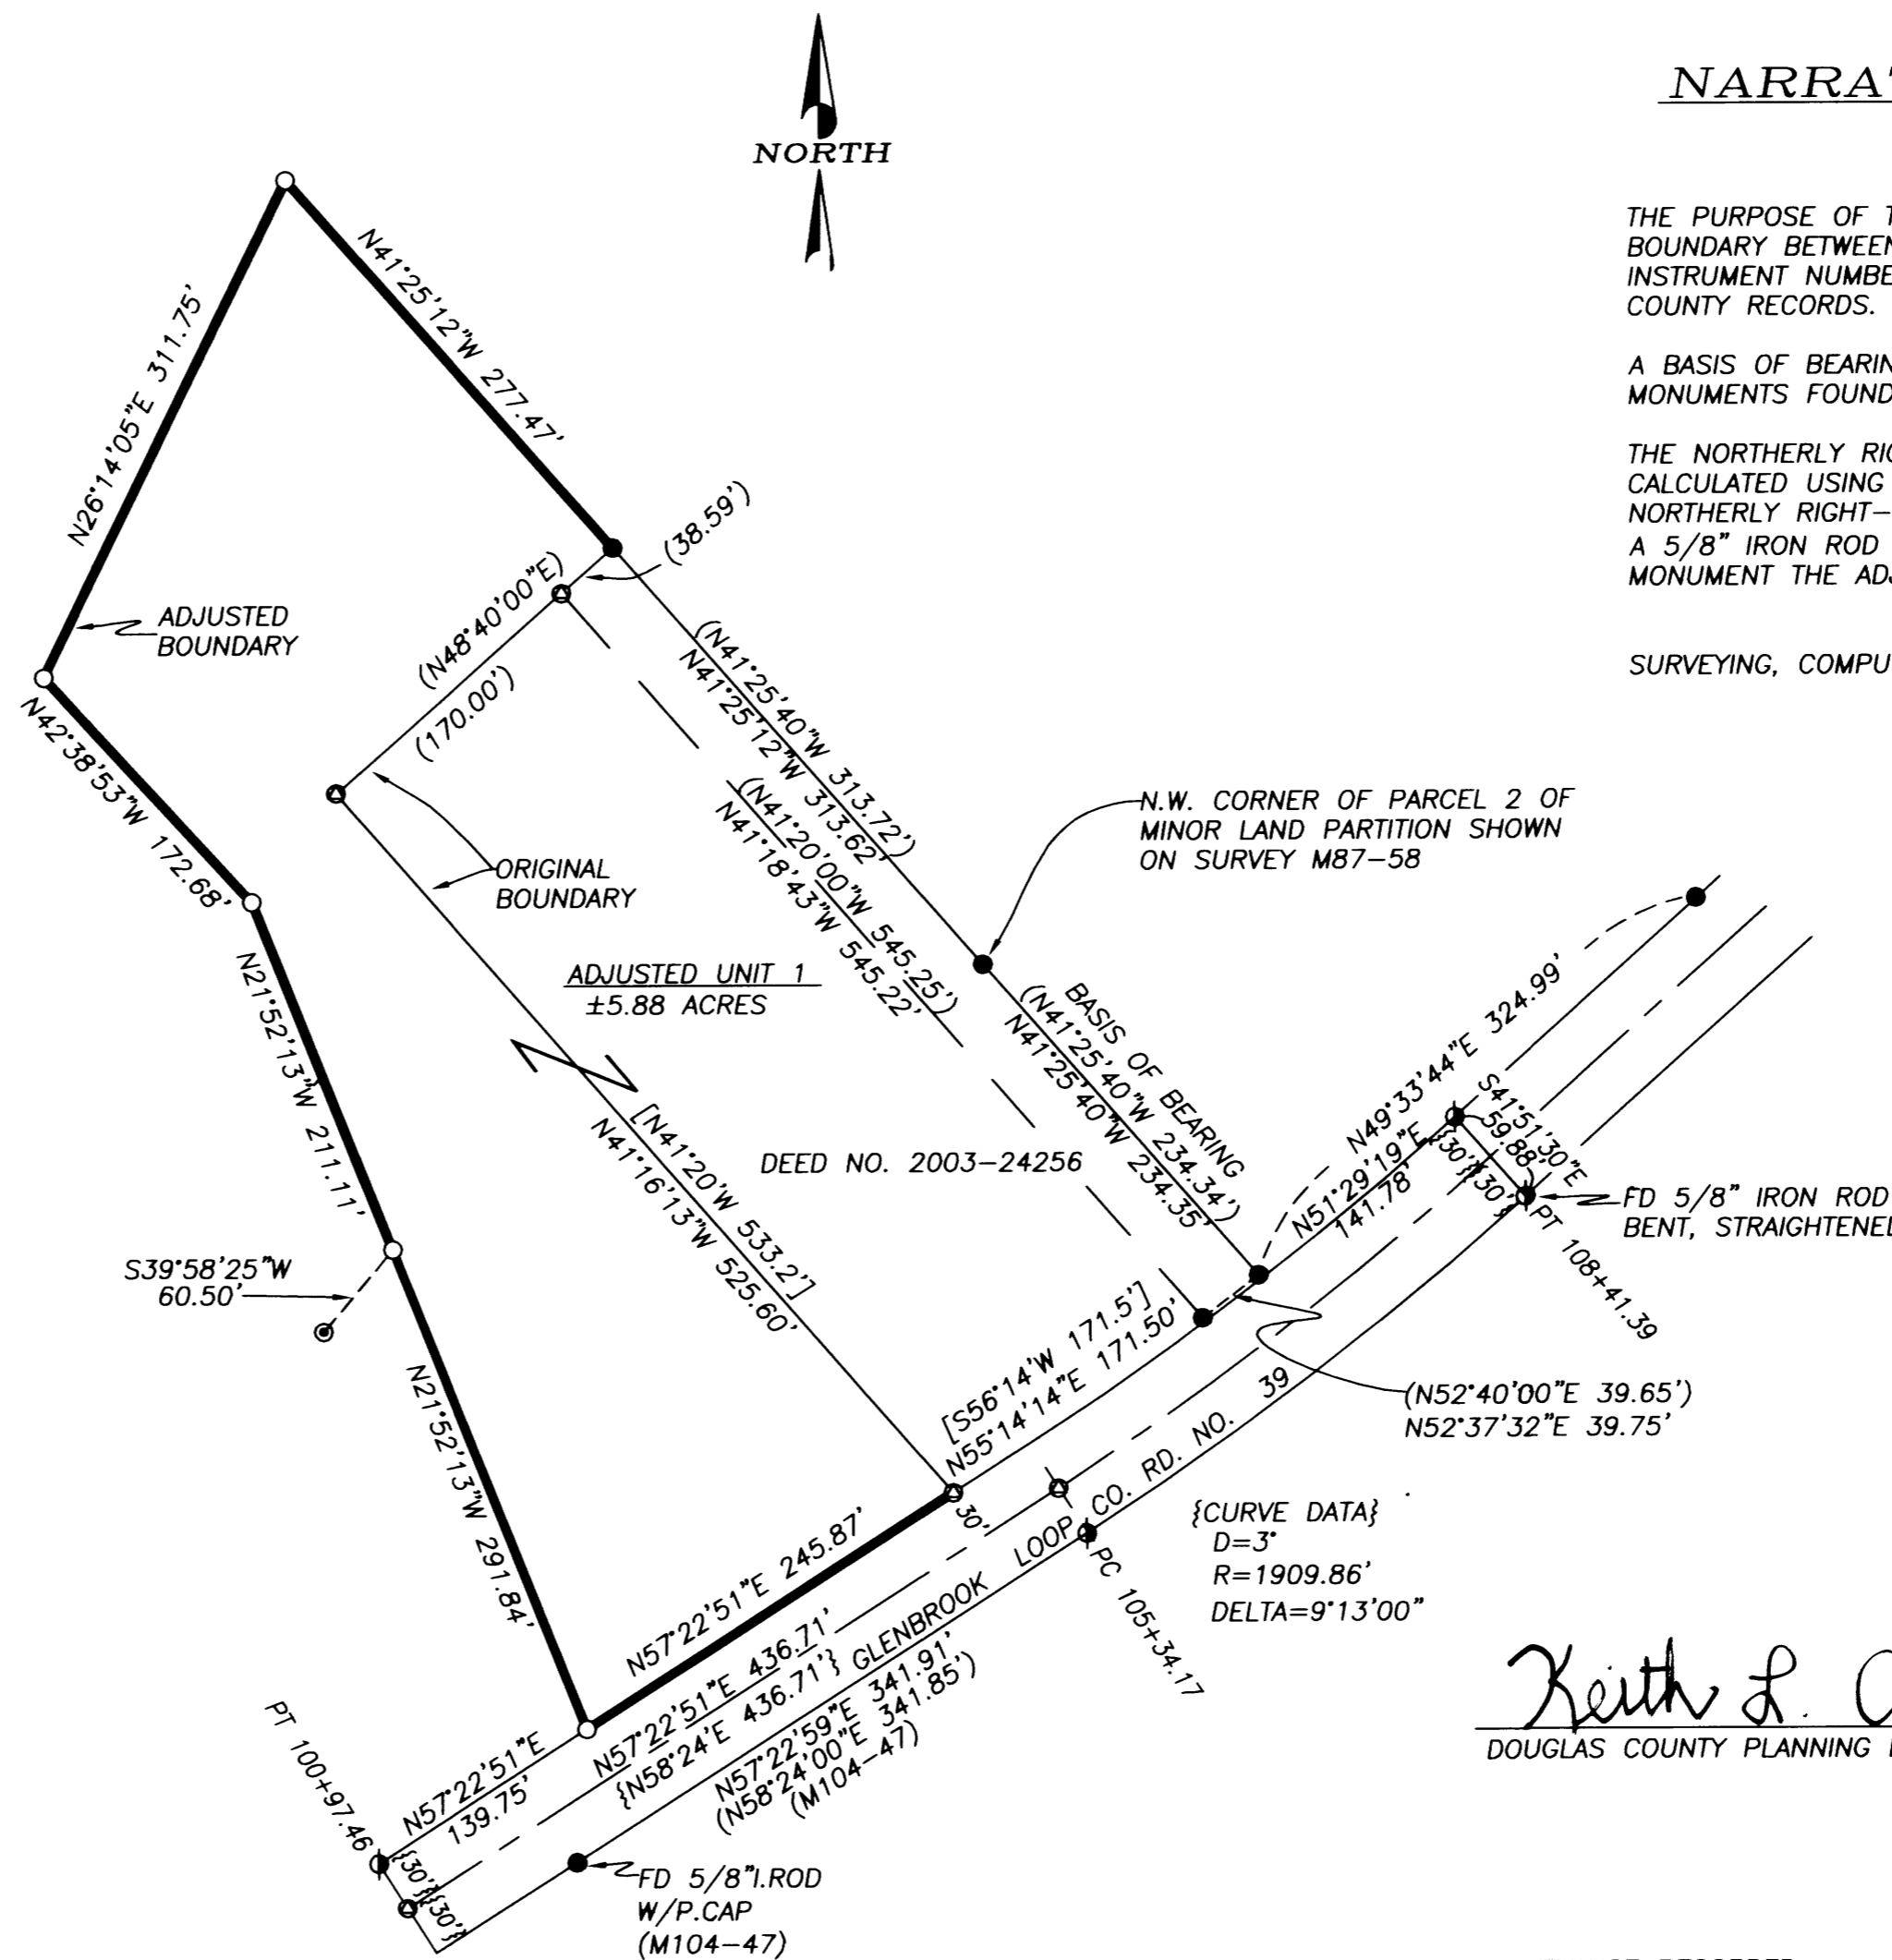 NORTH
NARRAT
THE PURPOSE OF T
BOUNDARY BETWEEN
INSTRUMENT NUMBE
COUNTY RECORDS.
A BASIS OF BEARIN
MONUMENTS FOUND
THE NORTHERLY RIG
CALCULATED USING
NORTHERLY RIGHT-
A 5/8" IRON ROD
MONUMENT THE ADJ
SURVEYING, COMPU
N41°25'12"W 277.47'
N26°14'05"E 311.75'
ADJUSTED
BOUNDARY
(38.59')
(N48°40'00"E)
(170.00')
N42°38'53"W 172.68'
(N41°25'40"W 313.72')
N41°25'12"W 313.62'
(N41°20'00"W 545.25')
N41°18'43"W 545.22'
N.W. CORNER OF PARCEL 2 OF
MINOR LAND PARTITION SHOWN
ON SURVEY M87-58
ORIGINAL
BOUNDARY
ADJUSTED UNIT 1
±5.88 ACRES
N21°52'13"W 211.11'
BASIS OF BEARING
(N41°25'40"W 234.34')
N41°25'40"W 234.35'
[N41°20'W 533.2']
N41°16'13"W 525.60'
DEED NO. 2003-24256
N49°33'44"E 324.99'
N51°29'19"E
141.78'
S41°51'30"E
59.88'
{30'}
{30'}
FD 5/8" IRON ROD
BENT, STRAIGHTENED
PT 108+41.39
S39°58'25"W
60.50'
N21°52'13"W 291.84'
[S56°14'W 171.5']
N55°14'14"E 171.50'
(N52°40'00"E 39.65')
N52°37'32"E 39.75'
30'
GLENBROOK LOOP CO. RD. NO. 39
{CURVE DATA}
D=3°
R=1909.86'
DELTA=9°13'00"
PC 105+34.17
N57°22'51"E 245.87'
N57°22'51"E 436.71'
{N58°24'E 436.71'}
N57°22'59"E 341.91'
(N58°24'00"E 341.85')
(M104-47)
PT 100+97.46
N57°22'51"E
139.75'
{30'}
{30'}
FD 5/8"I.ROD
W/P.CAP
(M104-47)
Keith L.
DOUGLAS COUNTY PLANNING